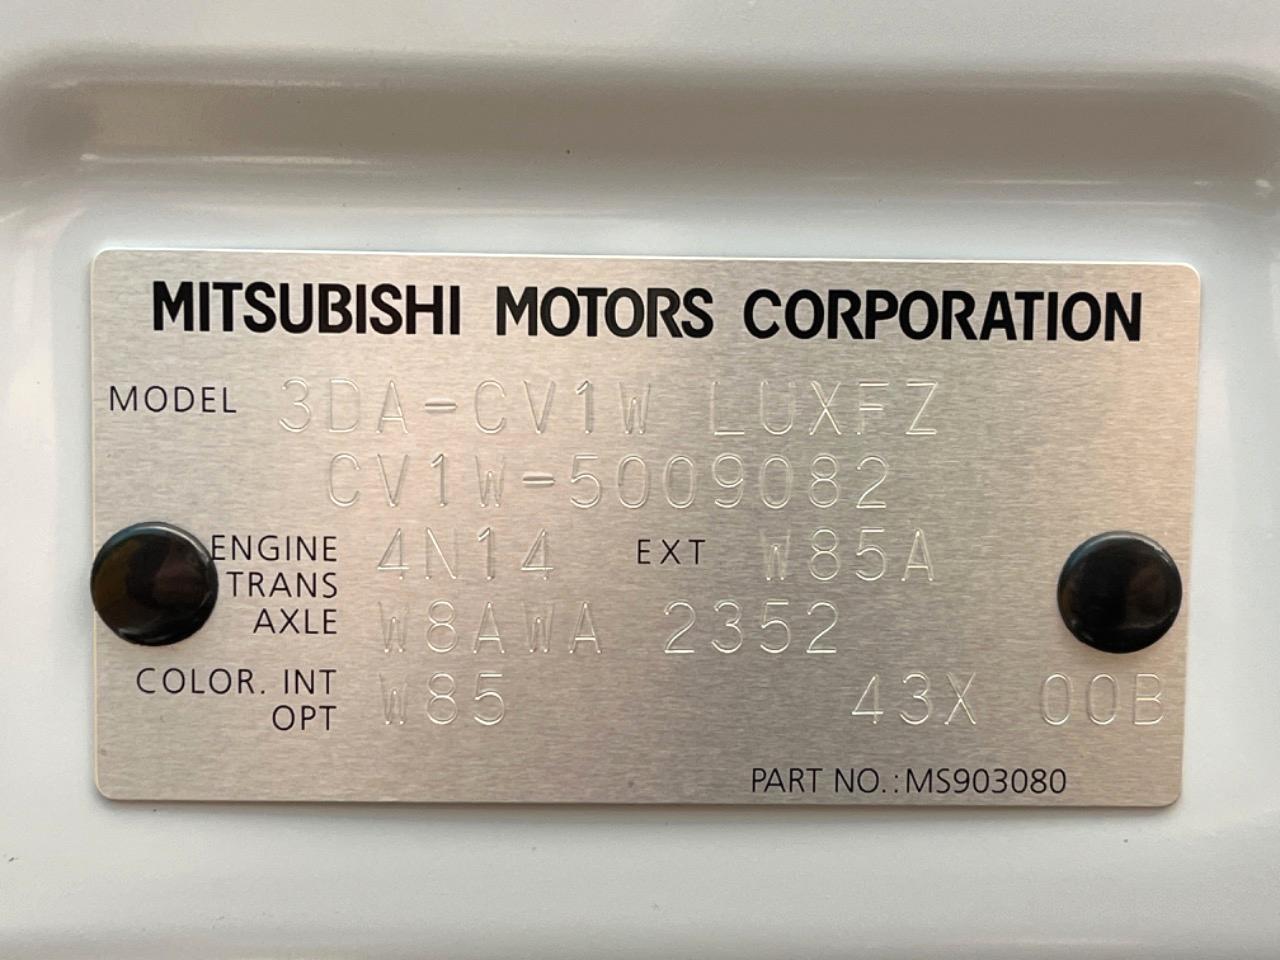 MITSUBISHI MOTORS CORPORATION
MODEL 3DA-CV1W LUXFZ
CV1W-5009082
ENGINE 4N14 EXT W85A
TRANS
AXLE W8AWA 2352
COLOR. INT W85 43X 00B
OPT
PART NO.:MS903080